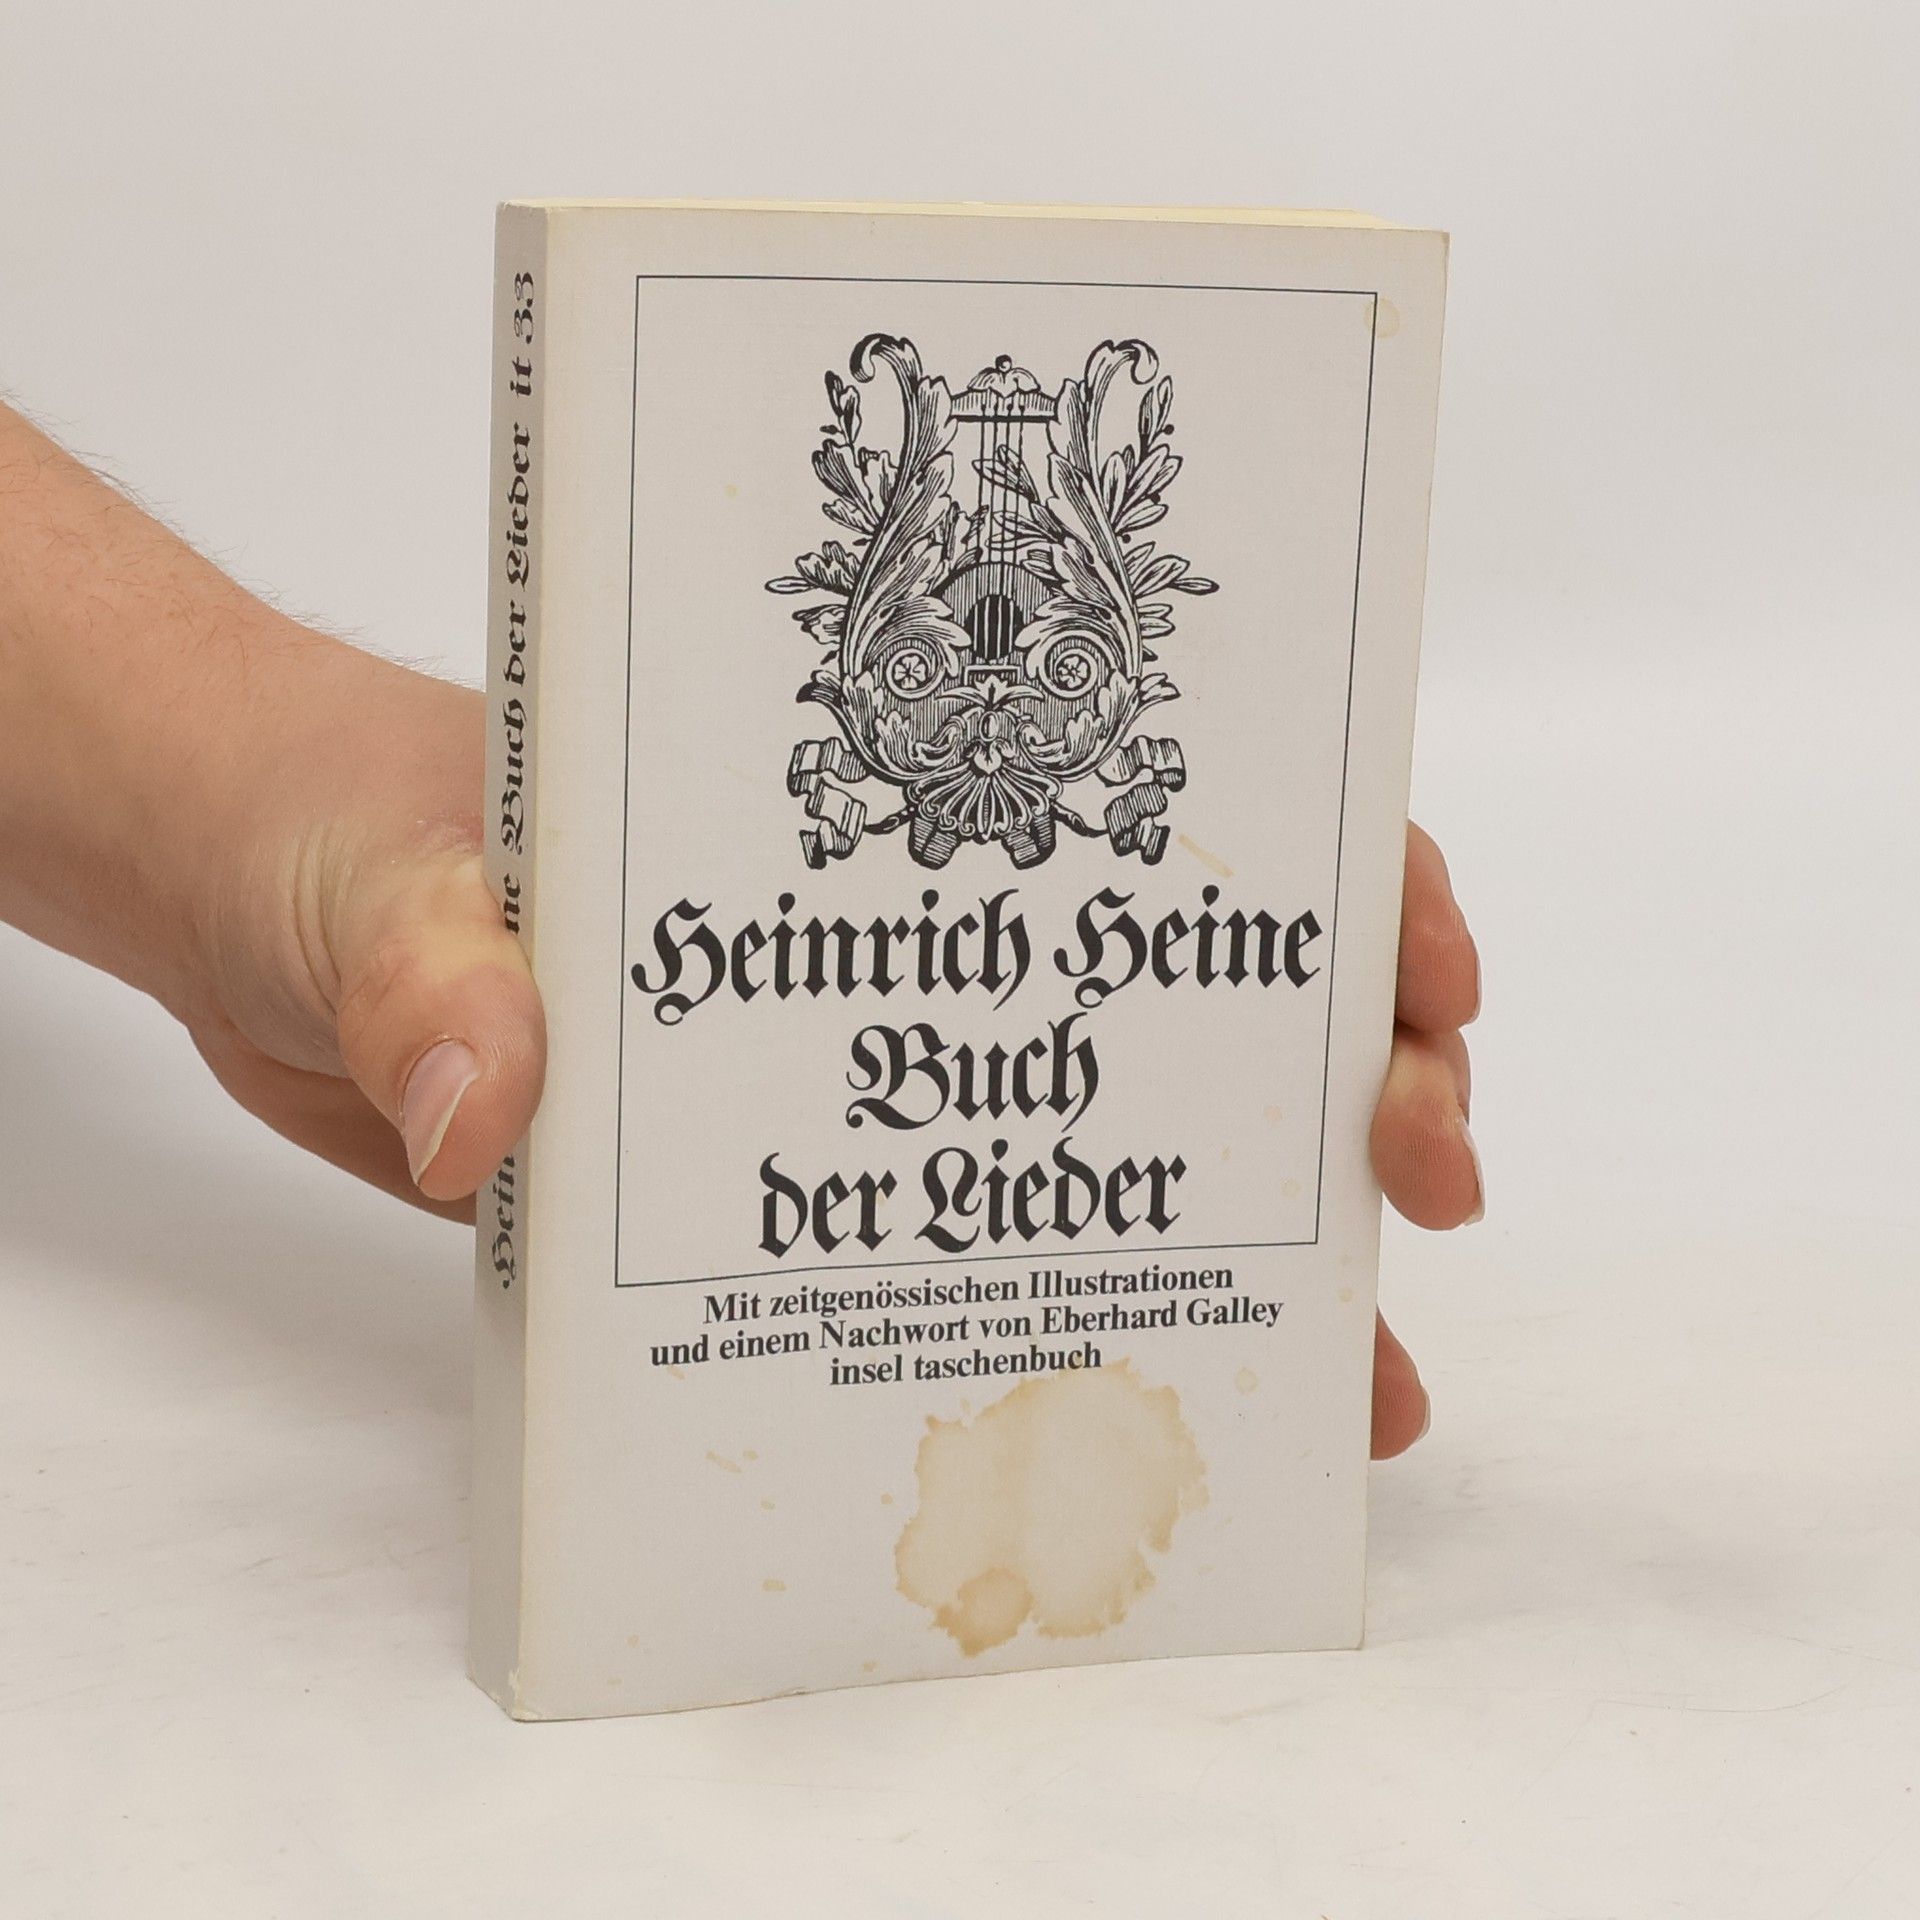 Heinrich Heine
Buch
der Lieder
Mit zeitgenössischen Illustrationen
und einem Nachwort von Eberhard Galley
insel taschenbuch
Buch der Lieder it 33